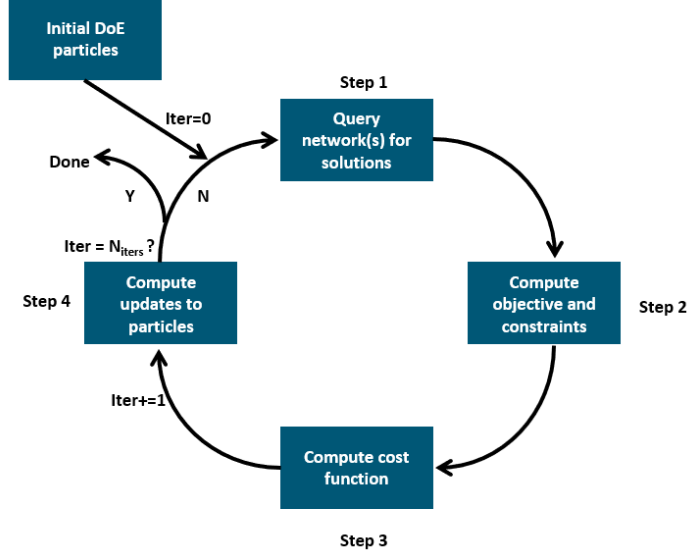 Initial DoE
particles
Step 1
Iter=0
Query
network(s) for
solutions
Done
Y
N
Iter = Niters ?
Step 4
Compute
updates to
particles
Compute
objective and
constraints
Step 2
Iter+=1
Compute cost
function
Step 3